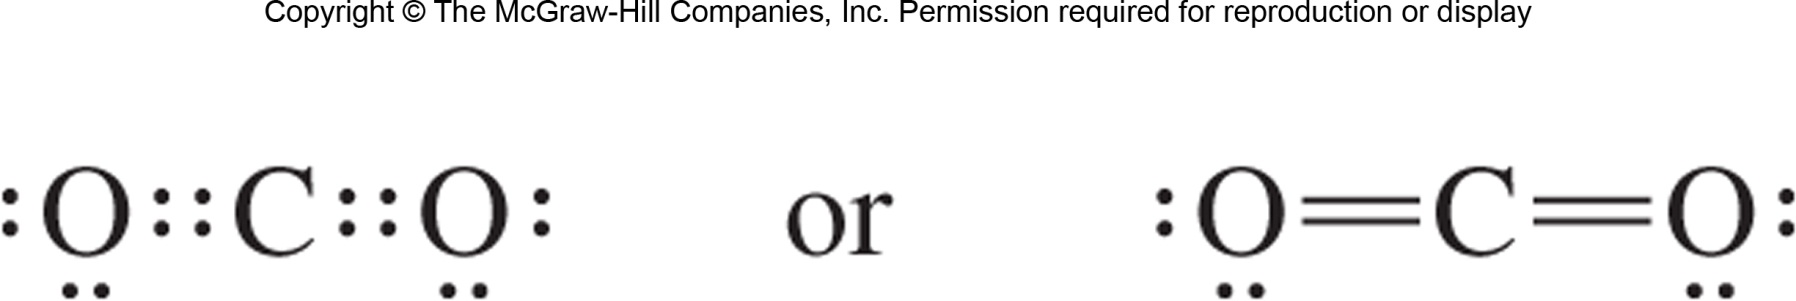 Copyright © The McGraw-Hill Companies, Inc. Permission required for reproduction or display
:O::C::O: or :O=C=O:
.. .. .. ..